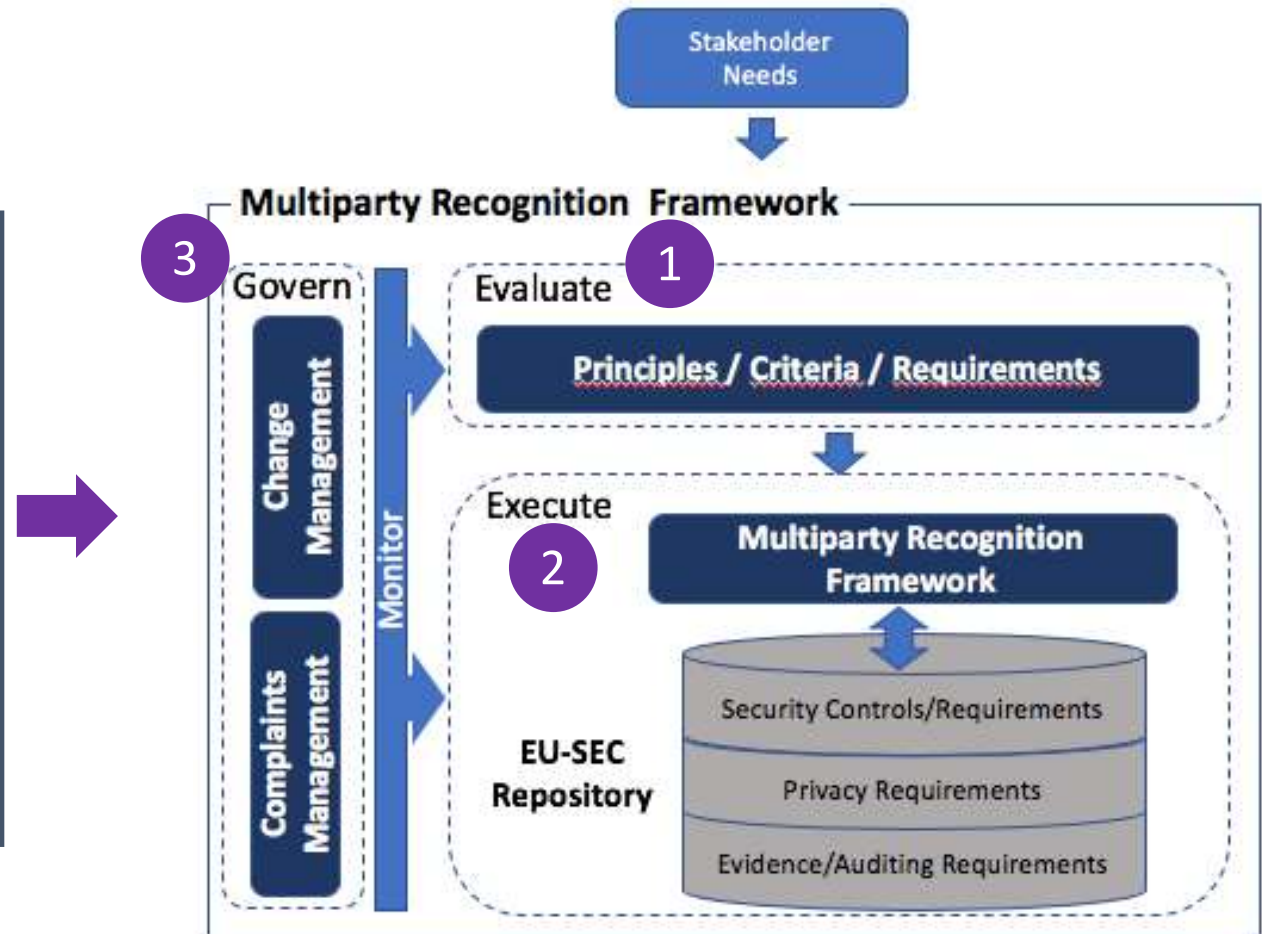 Stakeholder
Needs
Multiparty Recognition Framework
3
1
Govern
Evaluate
Principles / Criteria / Requirements
Change
Management
Monitor
Execute
2
Multiparty Recognition
Framework
Complaints
Management
EU-SEC
Repository
Security Controls/Requirements
Privacy Requirements
Evidence/Auditing Requirements